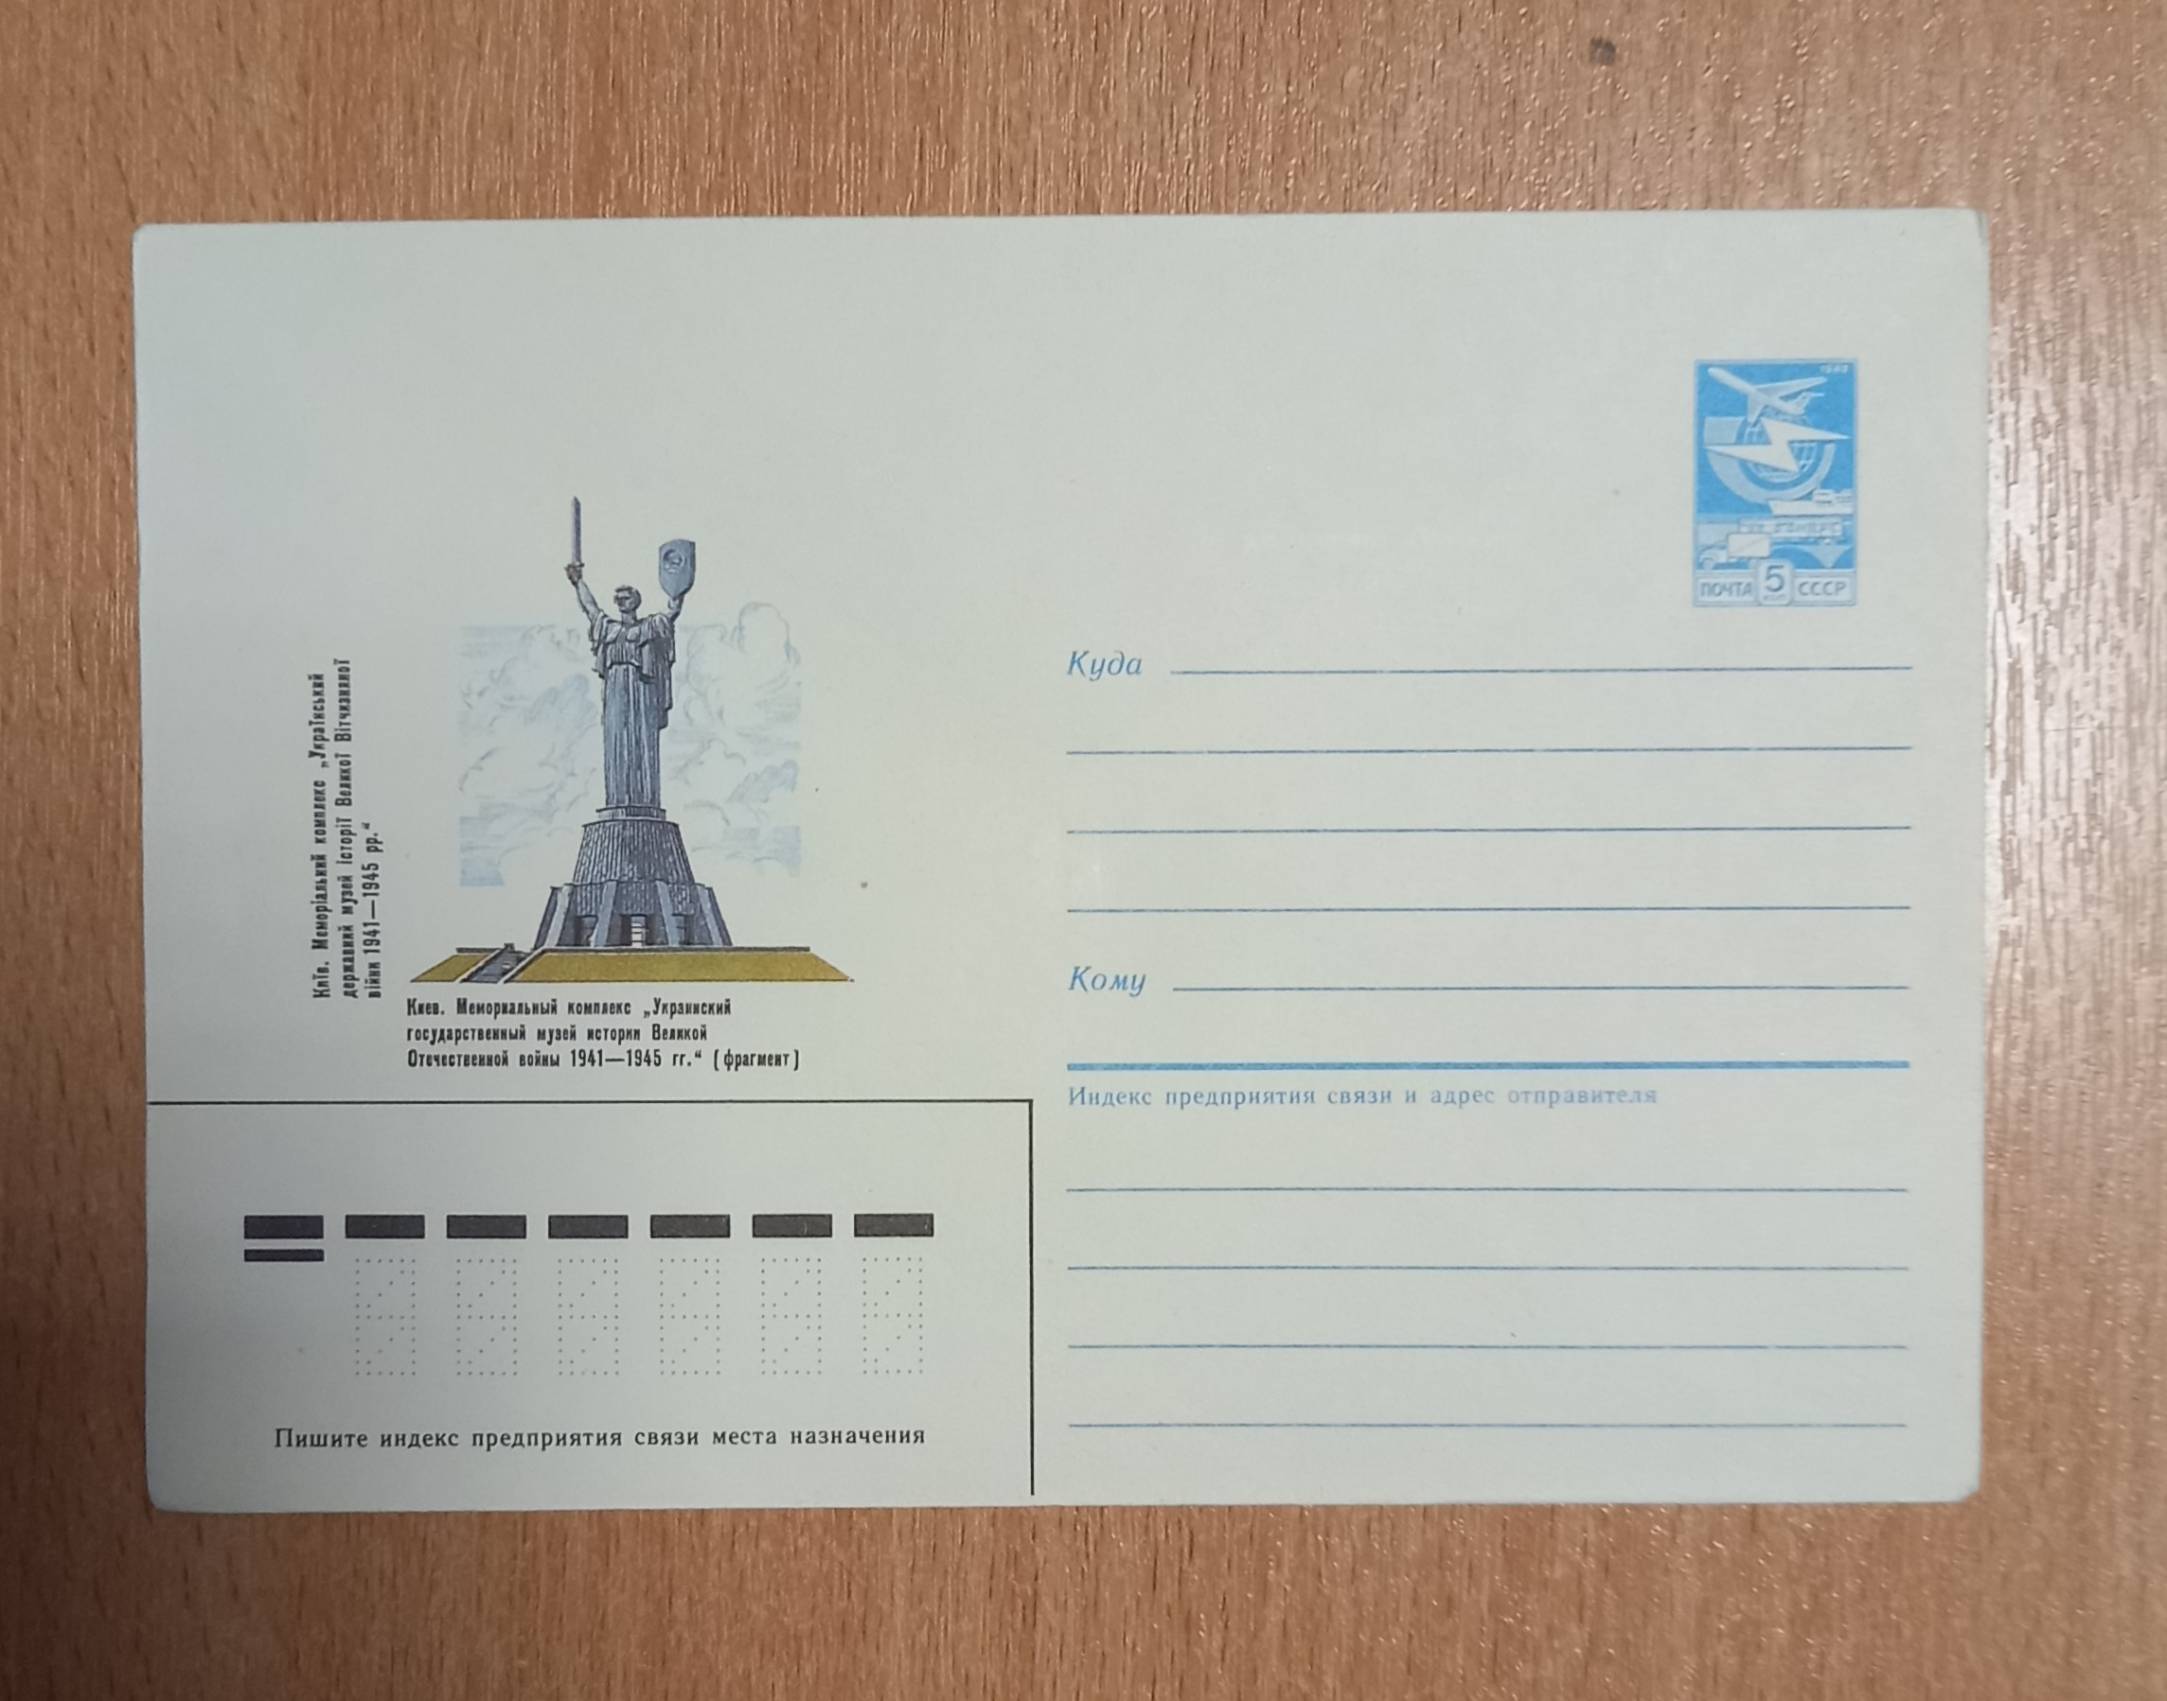 Київ. Меморіальний комплекс „Український
державний музей історії Великої Вітчизняної
війни 1941—1945 рр.“
Киев. Мемориальный комплекс „Украинский
государственный музей истории Великой
Отечественной войны 1941—1945 гг.“ (фрагмент)
ПОЧТА 5 СССР
Куда
Кому
Индекс предприятия связи и адрес отправителя
Пишите индекс предприятия связи места назначения